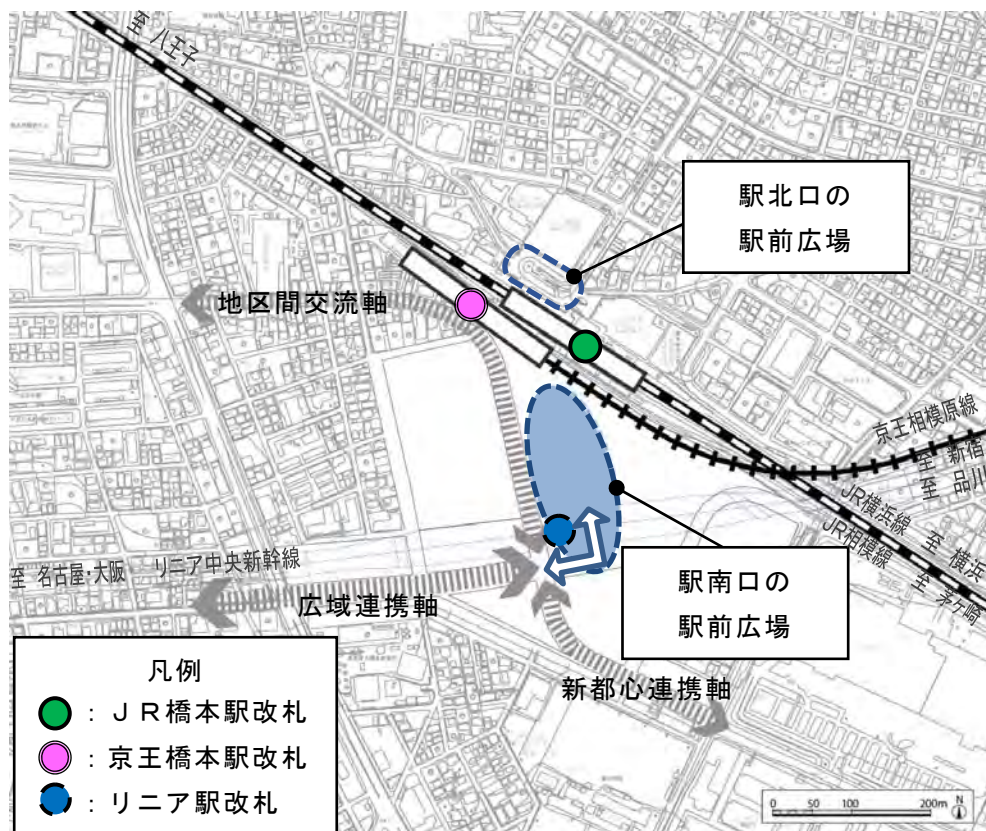 至 八王子
駅北口の
駅前広場
地区間交流軸
京王相模原線
至 新宿
至 品川
JR横浜線 至 横浜
JR相模線 至 茅ヶ崎
至 名古屋・大阪 リニア中央新幹線
広域連携軸
駅南口の
駅前広場
新都心連携軸
凡例
：ＪＲ橋本駅改札
：京王橋本駅改札
：リニア駅改札
0 50 100 200m
N